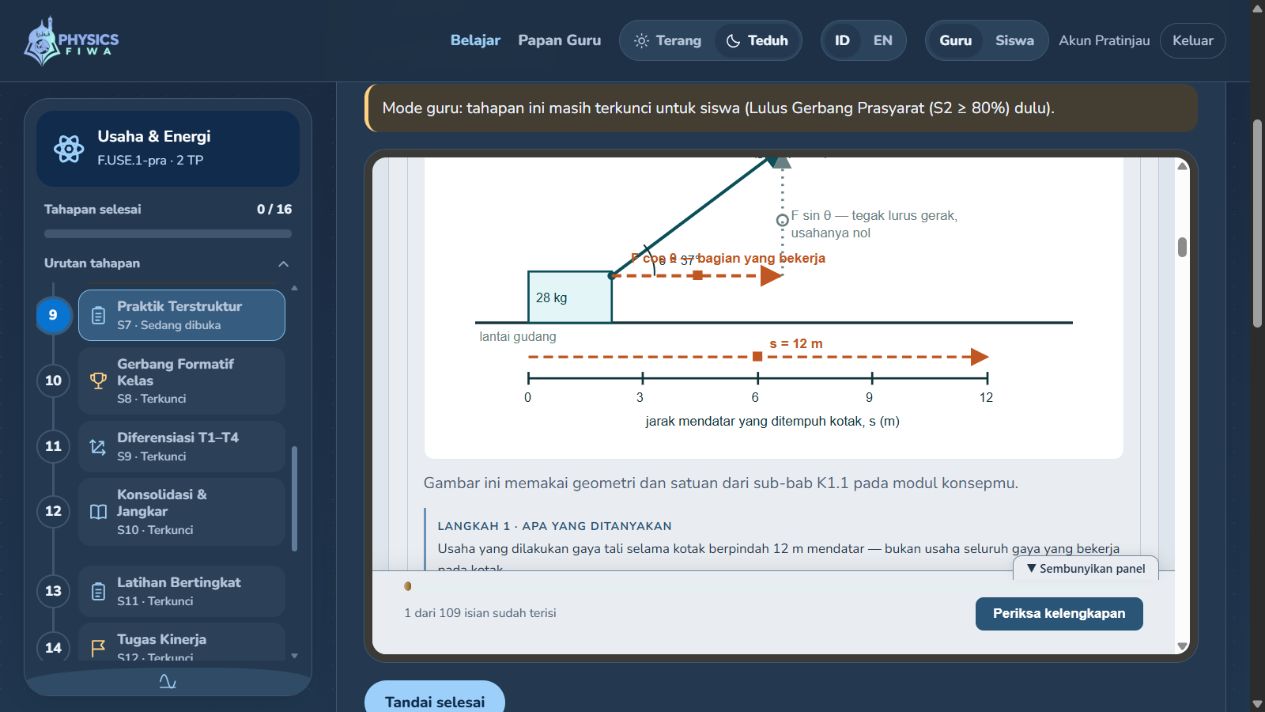 PHYSICS
FIWA
Belajar
Papan Guru
Terang
Teduh
ID
EN
Guru
Siswa
Akun Pratinjau
Keluar
Usaha & Energi
F.USE.1-pra · 2 TP
Tahapan selesai
0 / 16
Urutan tahapan
9
Praktik Terstruktur
S7 · Sedang dibuka
10
Gerbang Formatif
Kelas
S8 · Terkunci
11
Diferensiasi T1–T4
S9 · Terkunci
12
Konsolidasi &
Jangkar
S10 · Terkunci
13
Latihan Bertingkat
S11 · Terkunci
14
Tugas Kinerja
S12 · Terkunci
Mode guru: tahapan ini masih terkunci untuk siswa (Lulus Gerbang Prasyarat (S2 ≥ 80%) dulu).
F sin θ — tegak lurus gerak,
usahanya nol
F cos θ — bagian yang bekerja
θ = 37°
28 kg
lantai gudang
s = 12 m
0
3
6
9
12
jarak mendatar yang ditempuh kotak, s (m)
Gambar ini memakai geometri dan satuan dari sub-bab K1.1 pada modul konsepmu.
LANGKAH 1 · APA YANG DITANYAKAN
Usaha yang dilakukan gaya tali selama kotak berpindah 12 m mendatar — bukan usaha seluruh gaya yang bekerja
pada kotak.
▼ Sembunyikan panel
1 dari 109 isian sudah terisi
Periksa kelengkapan
Tandai selesai